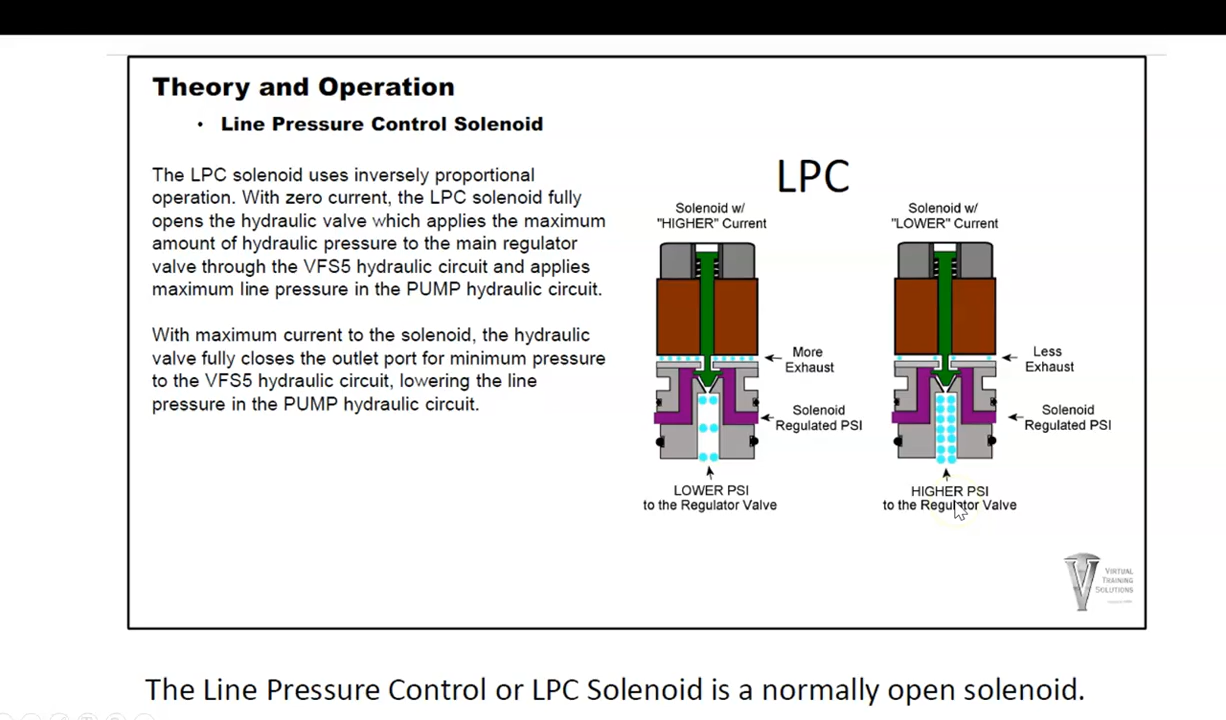 Theory and Operation
• Line Pressure Control Solenoid
The LPC solenoid uses inversely proportional
operation. With zero current, the LPC solenoid fully
opens the hydraulic valve which applies the maximum
amount of hydraulic pressure to the main regulator
valve through the VFS5 hydraulic circuit and applies
maximum line pressure in the PUMP hydraulic circuit.
With maximum current to the solenoid, the hydraulic
valve fully closes the outlet port for minimum pressure
to the VFS5 hydraulic circuit, lowering the line
pressure in the PUMP hydraulic circuit.
LPC
Solenoid w/
"HIGHER" Current
More
Exhaust
Solenoid
Regulated PSI
LOWER PSI
to the Regulator Valve
Solenoid w/
"LOWER" Current
Less
Exhaust
Solenoid
Regulated PSI
HIGHER PSI
to the Regulator Valve
VIRTUAL
TRAINING
SOLUTIONS
The Line Pressure Control or LPC Solenoid is a normally open solenoid.